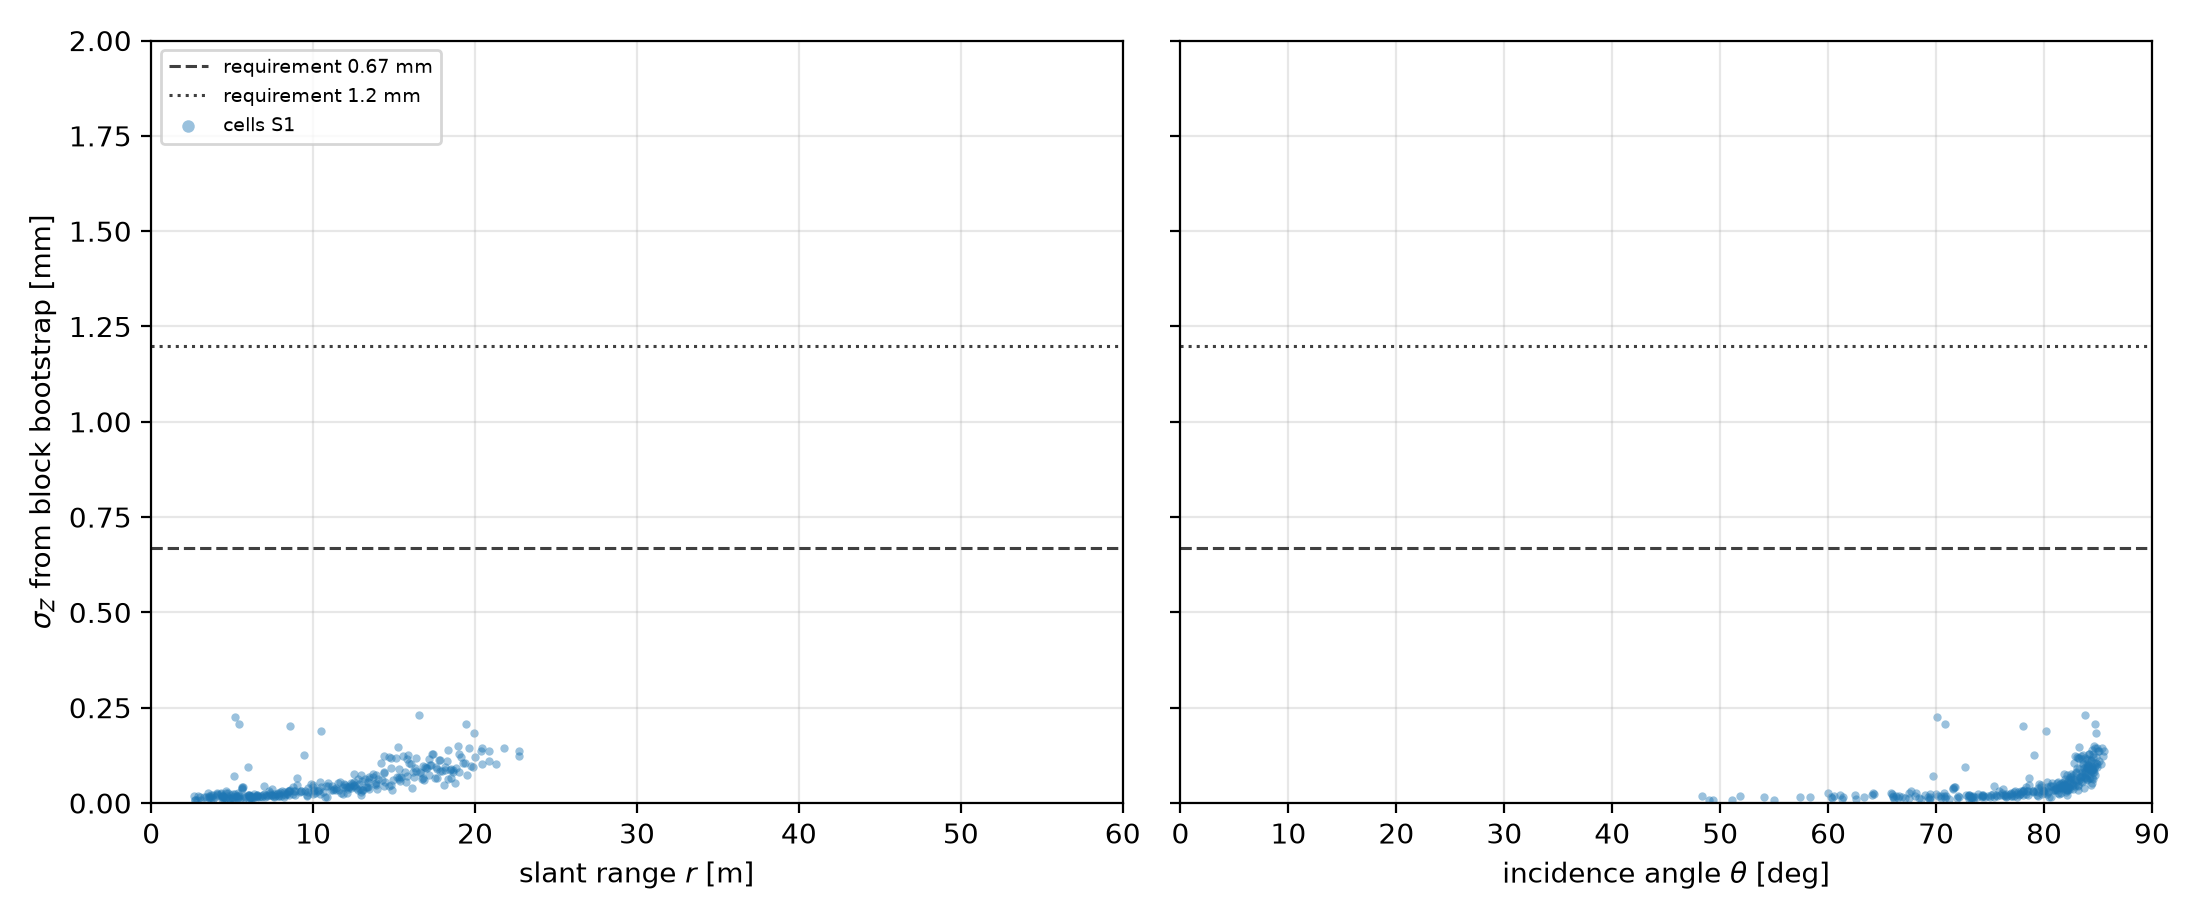 2.00
1.75
1.50
1.25
1.00
0.75
0.50
0.25
0.00
σZ from block bootstrap [mm]
requirement 0.67 mm
requirement 1.2 mm
cells S1
0 10 20 30 40 50 60
slant range r [m]
0 10 20 30 40 50 60 70 80 90
incidence angle θ [deg]